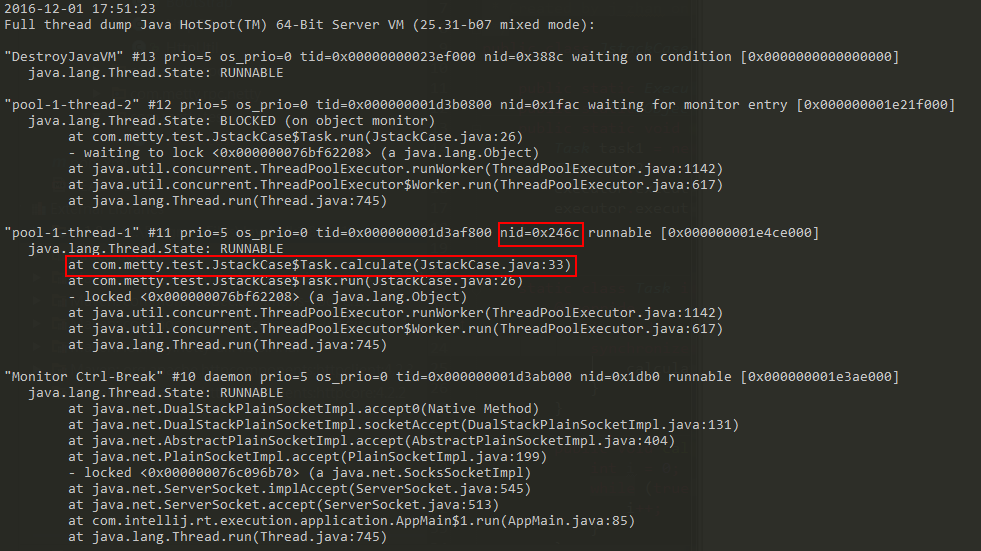 2016-12-01 17:51:23
Full thread dump Java HotSpot(TM) 64-Bit Server VM (25.31-b07 mixed mode):
"DestroyJavaVM" #13 prio=5 os_prio=0 tid=0x00000000023ef000 nid=0x388c waiting on condition [0x0000000000000000]
java.lang.Thread.State: RUNNABLE
"pool-1-thread-2" #12 prio=5 os_prio=0 tid=0x000000001d3b0800 nid=0x1fac waiting for monitor entry [0x000000001e21f000]
java.lang.Thread.State: BLOCKED (on object monitor)
at com.metty.test.JstackCase$Task.run(JstackCase.java:26)
- waiting to lock <0x000000076bf62208> (a java.lang.Object)
at java.util.concurrent.ThreadPoolExecutor.runWorker(ThreadPoolExecutor.java:1142)
at java.util.concurrent.ThreadPoolExecutor$Worker.run(ThreadPoolExecutor.java:617)
at java.lang.Thread.run(Thread.java:745)
"pool-1-thread-1" #11 prio=5 os_prio=0 tid=0x000000001d3af800 nid=0x246c runnable [0x000000001e4ce000]
java.lang.Thread.State: RUNNABLE
at com.metty.test.JstackCase$Task.calculate(JstackCase.java:33)
at com.metty.test.JstackCase$Task.run(JstackCase.java:26)
- locked <0x000000076bf62208> (a java.lang.Object)
at java.util.concurrent.ThreadPoolExecutor.runWorker(ThreadPoolExecutor.java:1142)
at java.util.concurrent.ThreadPoolExecutor$Worker.run(ThreadPoolExecutor.java:617)
at java.lang.Thread.run(Thread.java:745)
"Monitor Ctrl-Break" #10 daemon prio=5 os_prio=0 tid=0x000000001d3ab000 nid=0x1db0 runnable [0x000000001e3ae000]
java.lang.Thread.State: RUNNABLE
at java.net.DualStackPlainSocketImpl.accept0(Native Method)
at java.net.DualStackPlainSocketImpl.socketAccept(DualStackPlainSocketImpl.java:131)
at java.net.AbstractPlainSocketImpl.accept(AbstractPlainSocketImpl.java:404)
at java.net.PlainSocketImpl.accept(PlainSocketImpl.java:199)
- locked <0x000000076c096b70> (a java.net.SocksSocketImpl)
at java.net.ServerSocket.implAccept(ServerSocket.java:545)
at java.net.ServerSocket.accept(ServerSocket.java:513)
at com.intellij.rt.execution.application.AppMain$1.run(AppMain.java:85)
at java.lang.Thread.run(Thread.java:745)